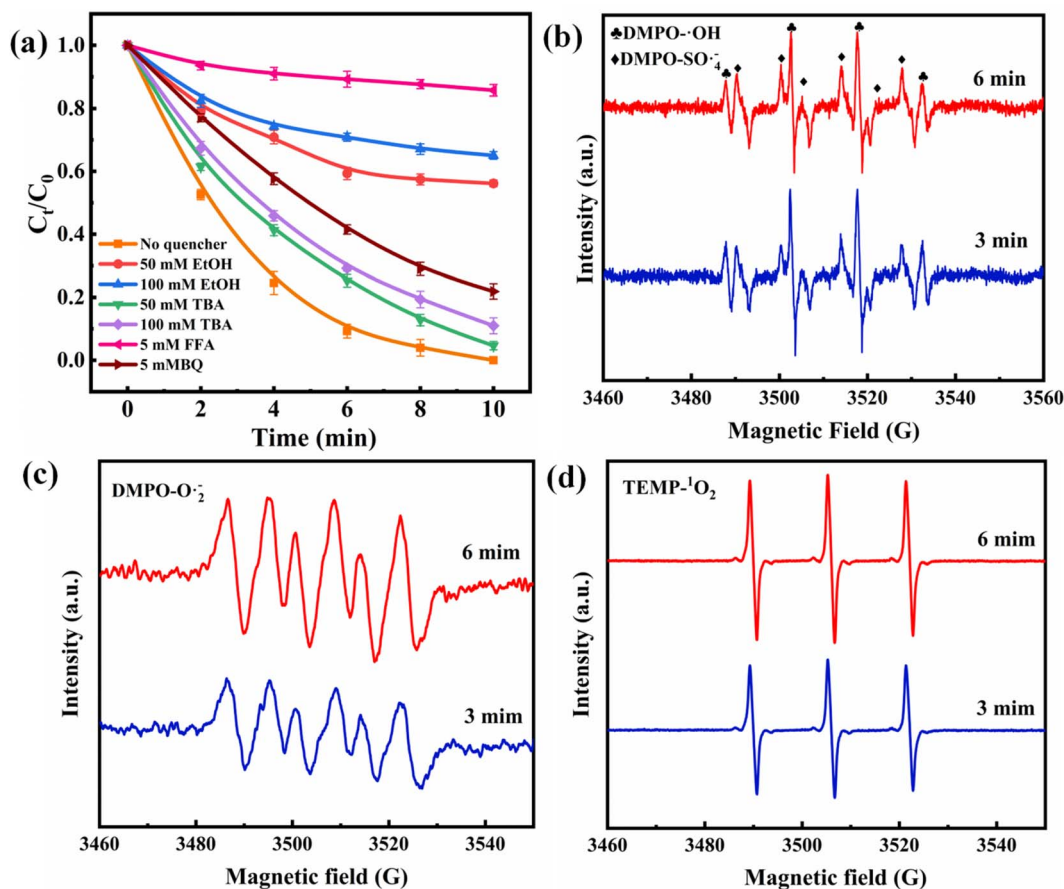 (a)
C_t/C_0
1.0
0.8
0.6
0.4
0.2
0.0
No quencher
50 mM EtOH
100 mM EtOH
50 mM TBA
100 mM TBA
5 mM FFA
5 mMBQ
0 2 4 6 8 10
Time (min)
(b)
♣DMPO-·OH
♦DMPO-SO·₄⁻
6 min
3 min
Intensity (a.u.)
3460 3480 3500 3520 3540 3560
Magnetic Field (G)
(c)
DMPO-O·₂⁻
6 mim
3 mim
Intensity (a.u.)
3460 3480 3500 3520 3540
Magnetic field (G)
(d)
TEMP-¹O₂
6 mim
3 mim
Intensity (a.u.)
3460 3480 3500 3520 3540
Magnetic field (G)